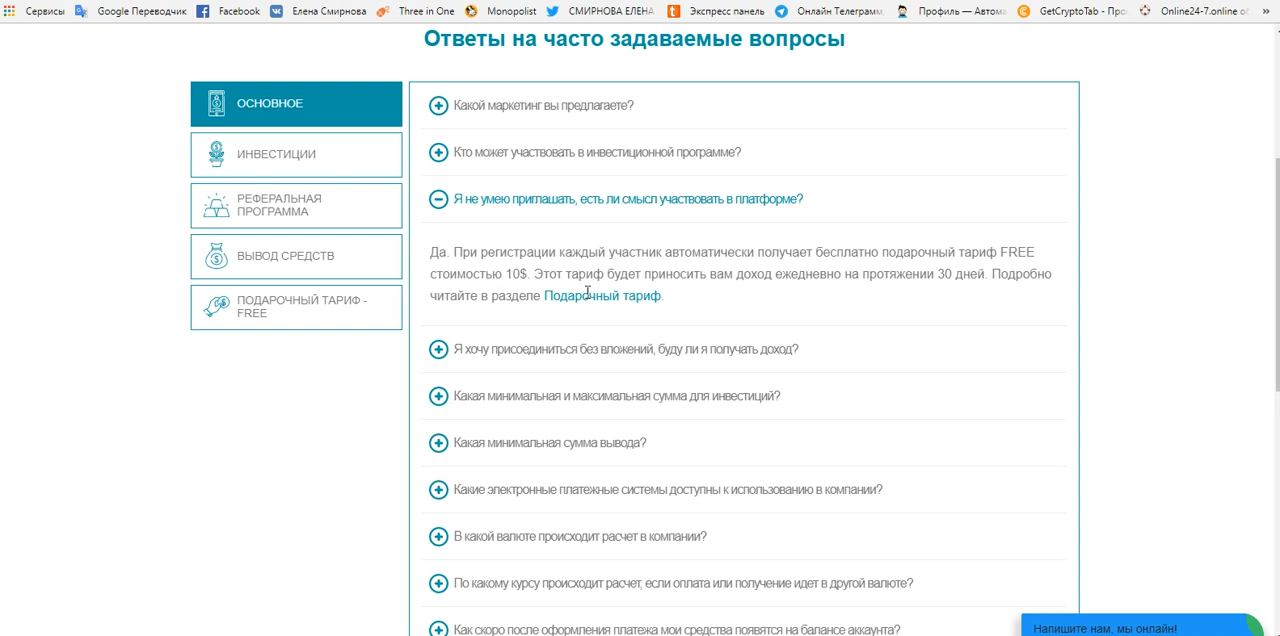 Сервисы Google Переводчик Facebook Елена Смирнова Three in One Monopolist СМИРНОВА ЕЛЕНА Экспресс панель Онлайн Телеграмм Профиль — Автома GetCryptoTab - Про Online24-7.online о »
Ответы на часто задаваемые вопросы
ОСНОВНОЕ
ИНВЕСТИЦИИ
РЕФЕРАЛЬНАЯ
ПРОГРАММА
ВЫВОД СРЕДСТВ
ПОДАРОЧНЫЙ ТАРИФ -
FREE
Какой маркетинг вы предлагаете?
Кто может участвовать в инвестиционной программе?
Я не умею приглашать, есть ли смысл участвовать в платформе?
Да. При регистрации каждый участник автоматически получает бесплатно подарочный тариф FREE
стоимостью 10$. Этот тариф будет приносить вам доход ежедневно на протяжении 30 дней. Подробно
читайте в разделе Подарочный тариф.
Я хочу присоединиться без вложений, буду ли я получать доход?
Какая минимальная и максимальная сумма для инвестиций?
Какая минимальная сумма вывода?
Какие электронные платежные системы доступны к использованию в компании?
В какой валюте происходит расчет в компании?
По какому курсу происходит расчет, если оплата или получение идет в другой валюте?
Как скоро после оформления платежа мои средства появятся на балансе аккаунта?
Напишите нам, мы онлайн!